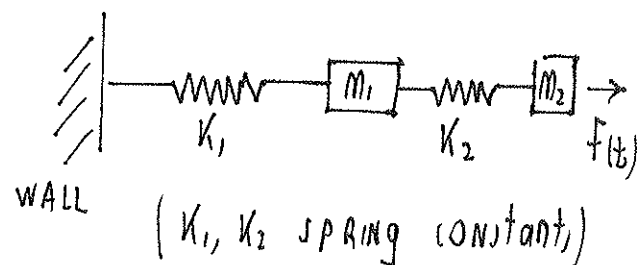 M₁ M₂
K₁ K₂ f(t)
WALL
(K₁, K₂ SPRING CONSTANT,)